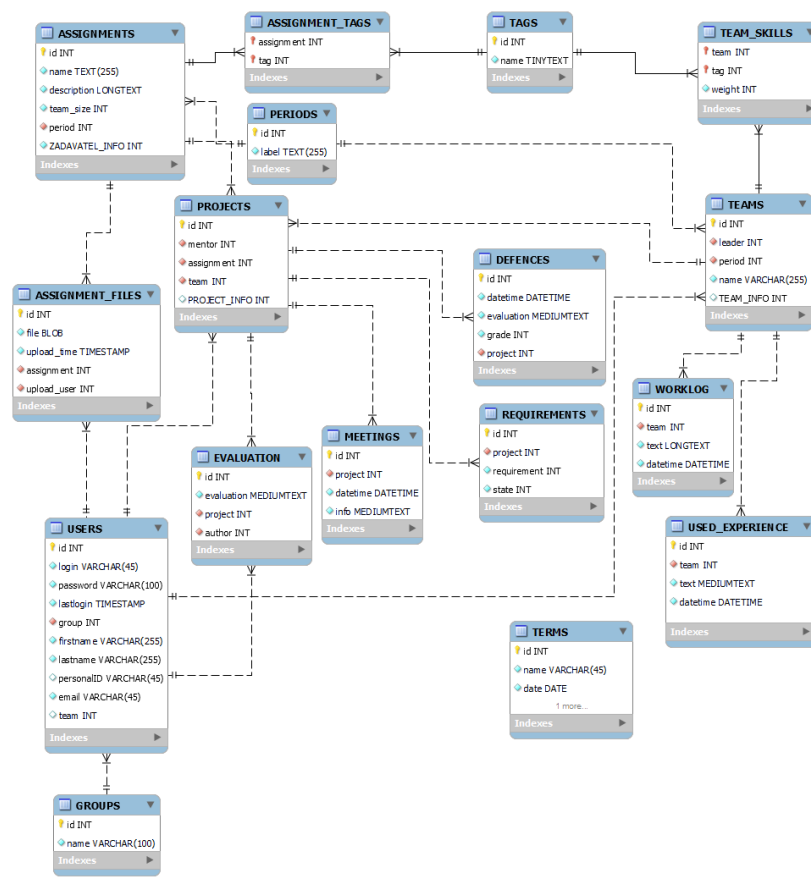 ASSIGNMENTS
id INT
name TEXT(255)
description LONGTEXT
team_size INT
period INT
ZADAVATEL_INFO INT
Indexes
ASSIGNMENT_TAGS
assignment INT
tag INT
Indexes
TAGS
id INT
name TINYTEXT
Indexes
TEAM_SKILLS
team INT
tag INT
weight INT
Indexes
PERIODS
id INT
label TEXT(255)
Indexes
PROJECTS
id INT
mentor INT
assignment INT
team INT
PROJECT_INFO INT
Indexes
TEAMS
id INT
leader INT
period INT
name VARCHAR(255)
TEAM_INFO INT
Indexes
DEFENCES
id INT
datetime DATETIME
evaluation MEDIUMTEXT
grade INT
project INT
Indexes
ASSIGNMENT_FILES
id INT
file BLOB
upload_time TIMESTAMP
assignment INT
upload_user INT
Indexes
WORKLOG
id INT
team INT
text LONGTEXT
datetime DATETIME
Indexes
REQUIREMENTS
id INT
project INT
requirement INT
state INT
Indexes
MEETINGS
id INT
project INT
datetime DATETIME
info MEDIUMTEXT
Indexes
EVALUATION
id INT
evaluation MEDIUMTEXT
project INT
author INT
Indexes
USERS
id INT
login VARCHAR(45)
password VARCHAR(100)
lastlogin TIMESTAMP
group INT
firstname VARCHAR(255)
lastname VARCHAR(255)
personalID VARCHAR(45)
email VARCHAR(45)
team INT
Indexes
USED_EXPERIENCE
id INT
team INT
text MEDIUMTEXT
datetime DATETIME
Indexes
TERMS
id INT
name VARCHAR(45)
date DATE
1 more...
Indexes
GROUPS
id INT
name VARCHAR(100)
Indexes